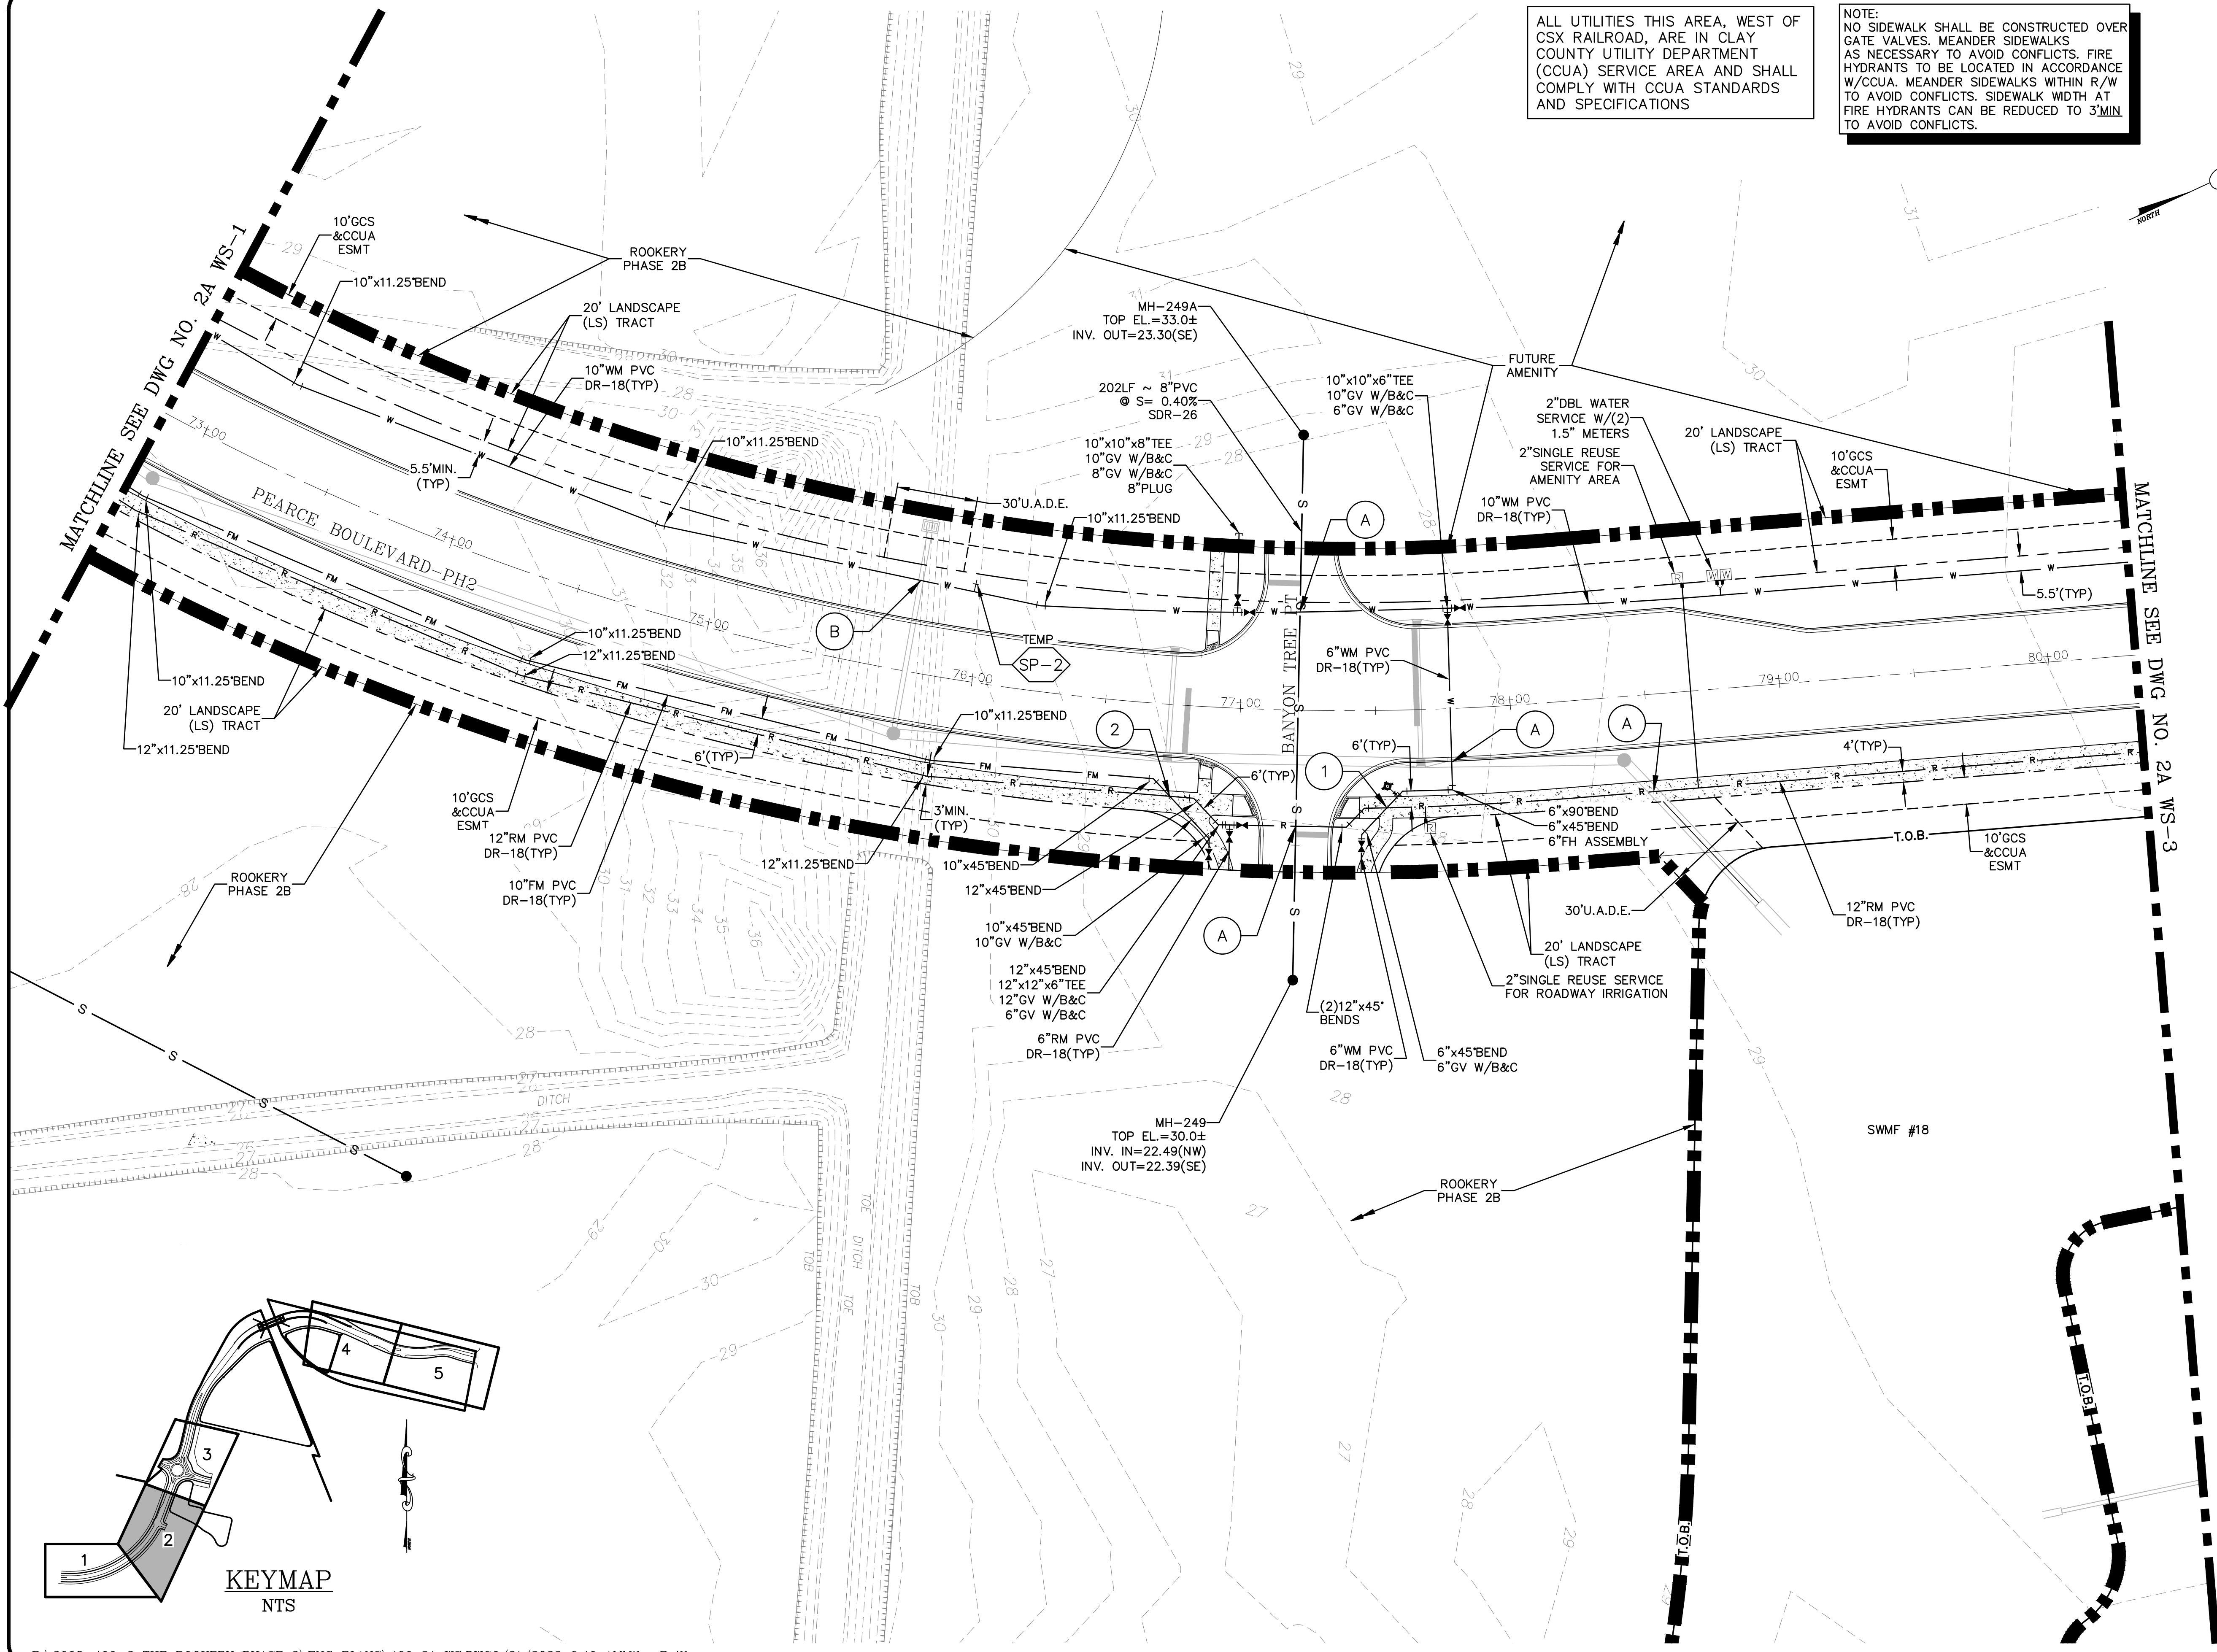 ALL UTILITIES THIS AREA, WEST OF
CSX RAILROAD, ARE IN CLAY
COUNTY UTILITY DEPARTMENT
(CCUA) SERVICE AREA AND SHALL
COMPLY WITH CCUA STANDARDS
AND SPECIFICATIONS
NOTE:
NO SIDEWALK SHALL BE CONSTRUCTED OVER
GATE VALVES. MEANDER SIDEWALKS
AS NECESSARY TO AVOID CONFLICTS. FIRE
HYDRANTS TO BE LOCATED IN ACCORDANCE
W/CCUA. MEANDER SIDEWALKS WITHIN R/W
TO AVOID CONFLICTS. SIDEWALK WIDTH AT
FIRE HYDRANTS CAN BE REDUCED TO 3'MIN
TO AVOID CONFLICTS.
NORTH
MATCHLINE SEE DWG NO. 2A WS-1
10'GCS
&CCUA
ESMT
10"x11.25°BEND
ROOKERY
PHASE 2B
20' LANDSCAPE
(LS) TRACT
10"WM PVC
DR-18(TYP)
10"x11.25°BEND
5.5'MIN.
(TYP)
30'U.A.D.E.
10"x11.25°BEND
MH-249A
TOP EL.=33.0±
INV. OUT=23.30(SE)
202LF ~ 8"PVC
@ S= 0.40%
SDR-26
10"x10"x8"TEE
10"GV W/B&C
8"GV W/B&C
8"PLUG
10"x10"x6"TEE
10"GV W/B&C
6"GV W/B&C
FUTURE
AMENITY
2"DBL WATER
SERVICE W/(2)
1.5" METERS
2"SINGLE REUSE
SERVICE FOR
AMENITY AREA
20' LANDSCAPE
(LS) TRACT
10'GCS
&CCUA
ESMT
10"WM PVC
DR-18(TYP)
A
5.5'(TYP)
MATCHLINE SEE DWG NO. 2A WS-3
73+00
74+00
75+00
76+00
77+00
78+00
79+00
80+00
PEARCE BOULEVARD-PH2
BANYON TREE PT
B
TEMP
SP-2
6"WM PVC
DR-18(TYP)
10"x11.25°BEND
12"x11.25°BEND
10"x11.25°BEND
20' LANDSCAPE
(LS) TRACT
12"x11.25°BEND
6'(TYP)
10"x11.25°BEND
2
6'(TYP)
1
6'(TYP)
A
A
4'(TYP)
10'GCS
&CCUA
ESMT
12"RM PVC
DR-18(TYP)
10"FM PVC
DR-18(TYP)
3'MIN.
(TYP)
12"x11.25°BEND
10"x45°BEND
12"x45°BEND
10"x45°BEND
10"GV W/B&C
12"x45°BEND
12"x12"x6"TEE
12"GV W/B&C
6"GV W/B&C
6"RM PVC
DR-18(TYP)
A
(2)12"x45°
BENDS
6"WM PVC
DR-18(TYP)
6"x45°BEND
6"GV W/B&C
6"x90°BEND
6"x45°BEND
6"FH ASSEMBLY
30'U.A.D.E.
20' LANDSCAPE
(LS) TRACT
2"SINGLE REUSE SERVICE
FOR ROADWAY IRRIGATION
T.O.B.
10'GCS
&CCUA
ESMT
12"RM PVC
DR-18(TYP)
ROOKERY
PHASE 2B
MH-249
TOP EL.=30.0±
INV. IN=22.49(NW)
INV. OUT=22.39(SE)
ROOKERY
PHASE 2B
SWMF #18
DITCH
TOE
DITCH
TOB
TOE
TOB
T.O.B.
T.O.B.
1
2
3
4
5
KEYMAP
NTS